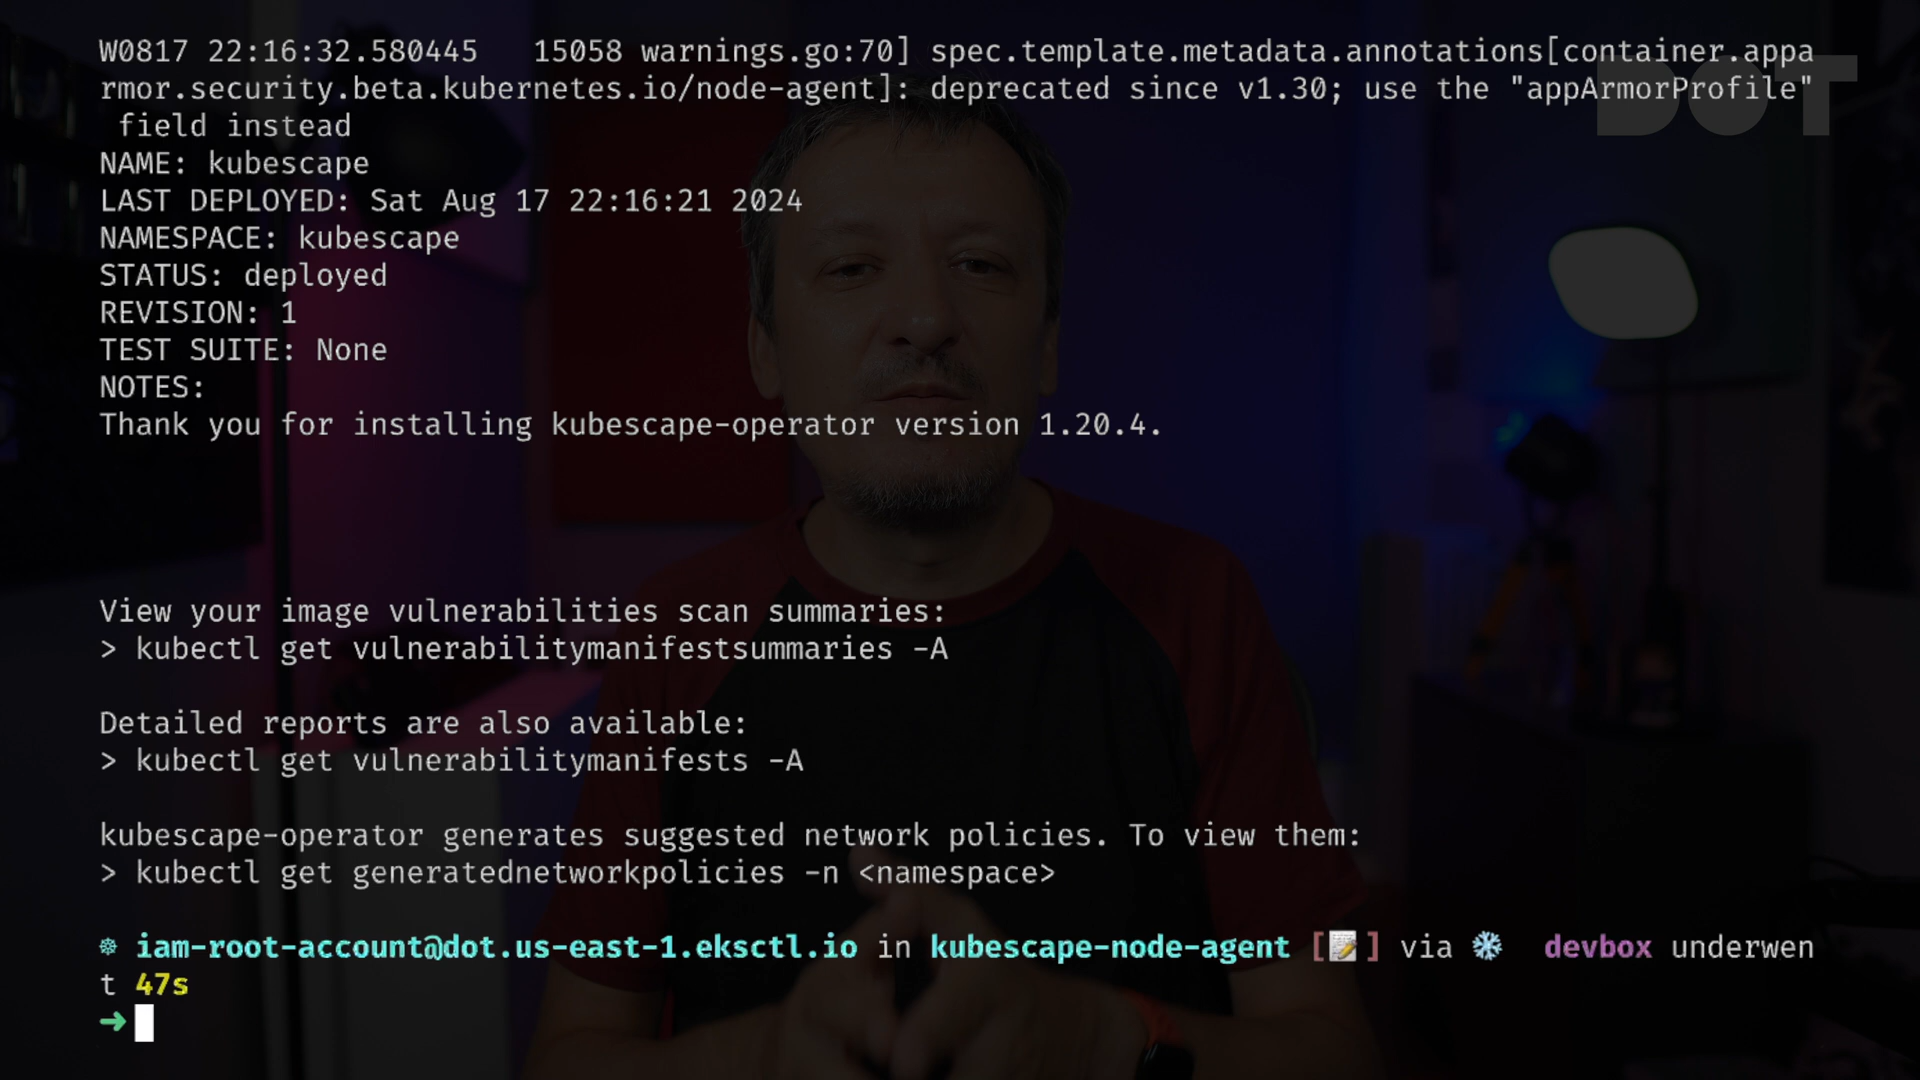 W0817 22:16:32.580445   15058 warnings.go:70] spec.template.metadata.annotations[container.appa
rmor.security.beta.kubernetes.io/node-agent]: deprecated since v1.30; use the "appArmorProfile"
 field instead
DOT
NAME: kubescape
LAST DEPLOYED: Sat Aug 17 22:16:21 2024
NAMESPACE: kubescape
STATUS: deployed
REVISION: 1
TEST SUITE: None
NOTES:
Thank you for installing kubescape-operator version 1.20.4.
View your image vulnerabilities scan summaries:
> kubectl get vulnerabilitymanifestsummaries -A
Detailed reports are also available:
> kubectl get vulnerabilitymanifests -A
kubescape-operator generates suggested network policies. To view them:
> kubectl get generatednetworkpolicies -n <namespace>
☸ iam-root-account@dot.us-east-1.eksctl.io in kubescape-node-agent [📝] via ❄ devbox underwen
t 47s
➜